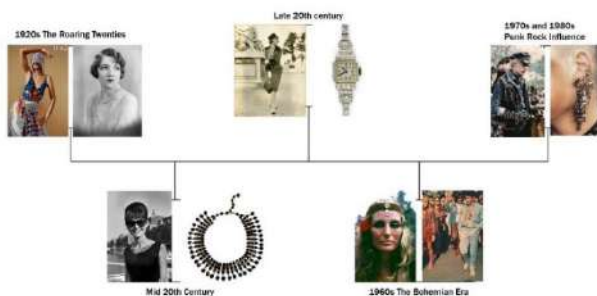 Late 20th century
1920s The Roaring Twenties
1970s and 1980s
Punk Rock Influence
Mid 20th Century
1960s The Bohemian Era